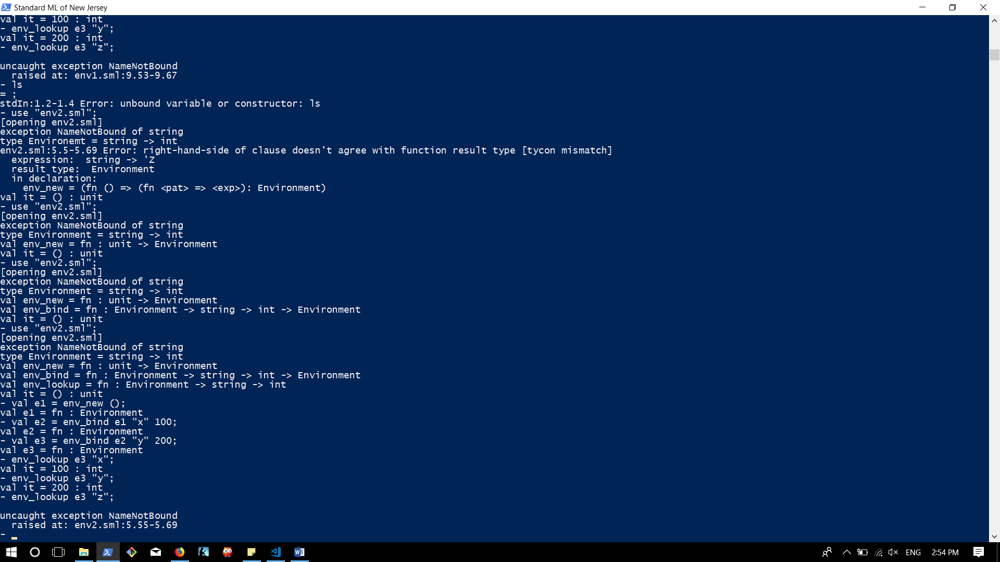 Standard ML of New Jersey
val it = 100 : int
- env_lookup e3 "y";
val it = 200 : int
- env_lookup e3 "z";
uncaught exception NameNotBound
  raised at: env1.sml:9.53-9.67
- ls
= ;
stdIn:1.2-1.4 Error: unbound variable or constructor: ls
- use "env2.sml";
[opening env2.sml]
exception NameNotBound of string
type Environemt = string -> int
env2.sml:5.5-5.69 Error: right-hand-side of clause doesn't agree with function result type [tycon mismatch]
  expression:  string -> 'Z
  result type:  Environment
  in declaration:
    env_new = (fn () => (fn <pat> => <exp>): Environment)
val it = () : unit
- use "env2.sml";
[opening env2.sml]
exception NameNotBound of string
type Environment = string -> int
val env_new = fn : unit -> Environment
val it = () : unit
- use "env2.sml";
[opening env2.sml]
exception NameNotBound of string
type Environment = string -> int
val env_new = fn : unit -> Environment
val env_bind = fn : Environment -> string -> int -> Environment
val it = () : unit
- use "env2.sml";
[opening env2.sml]
exception NameNotBound of string
type Environment = string -> int
val env_new = fn : unit -> Environment
val env_bind = fn : Environment -> string -> int -> Environment
val env_lookup = fn : Environment -> string -> int
val it = () : unit
- val e1 = env_new ();
val e1 = fn : Environment
- val e2 = env_bind e1 "x" 100;
val e2 = fn : Environment
- val e3 = env_bind e2 "y" 200;
val e3 = fn : Environment
- env_lookup e3 "x";
val it = 100 : int
- env_lookup e3 "y";
val it = 200 : int
- env_lookup e3 "z";
uncaught exception NameNotBound
  raised at: env2.sml:5.55-5.69
-
ENG 2:54 PM